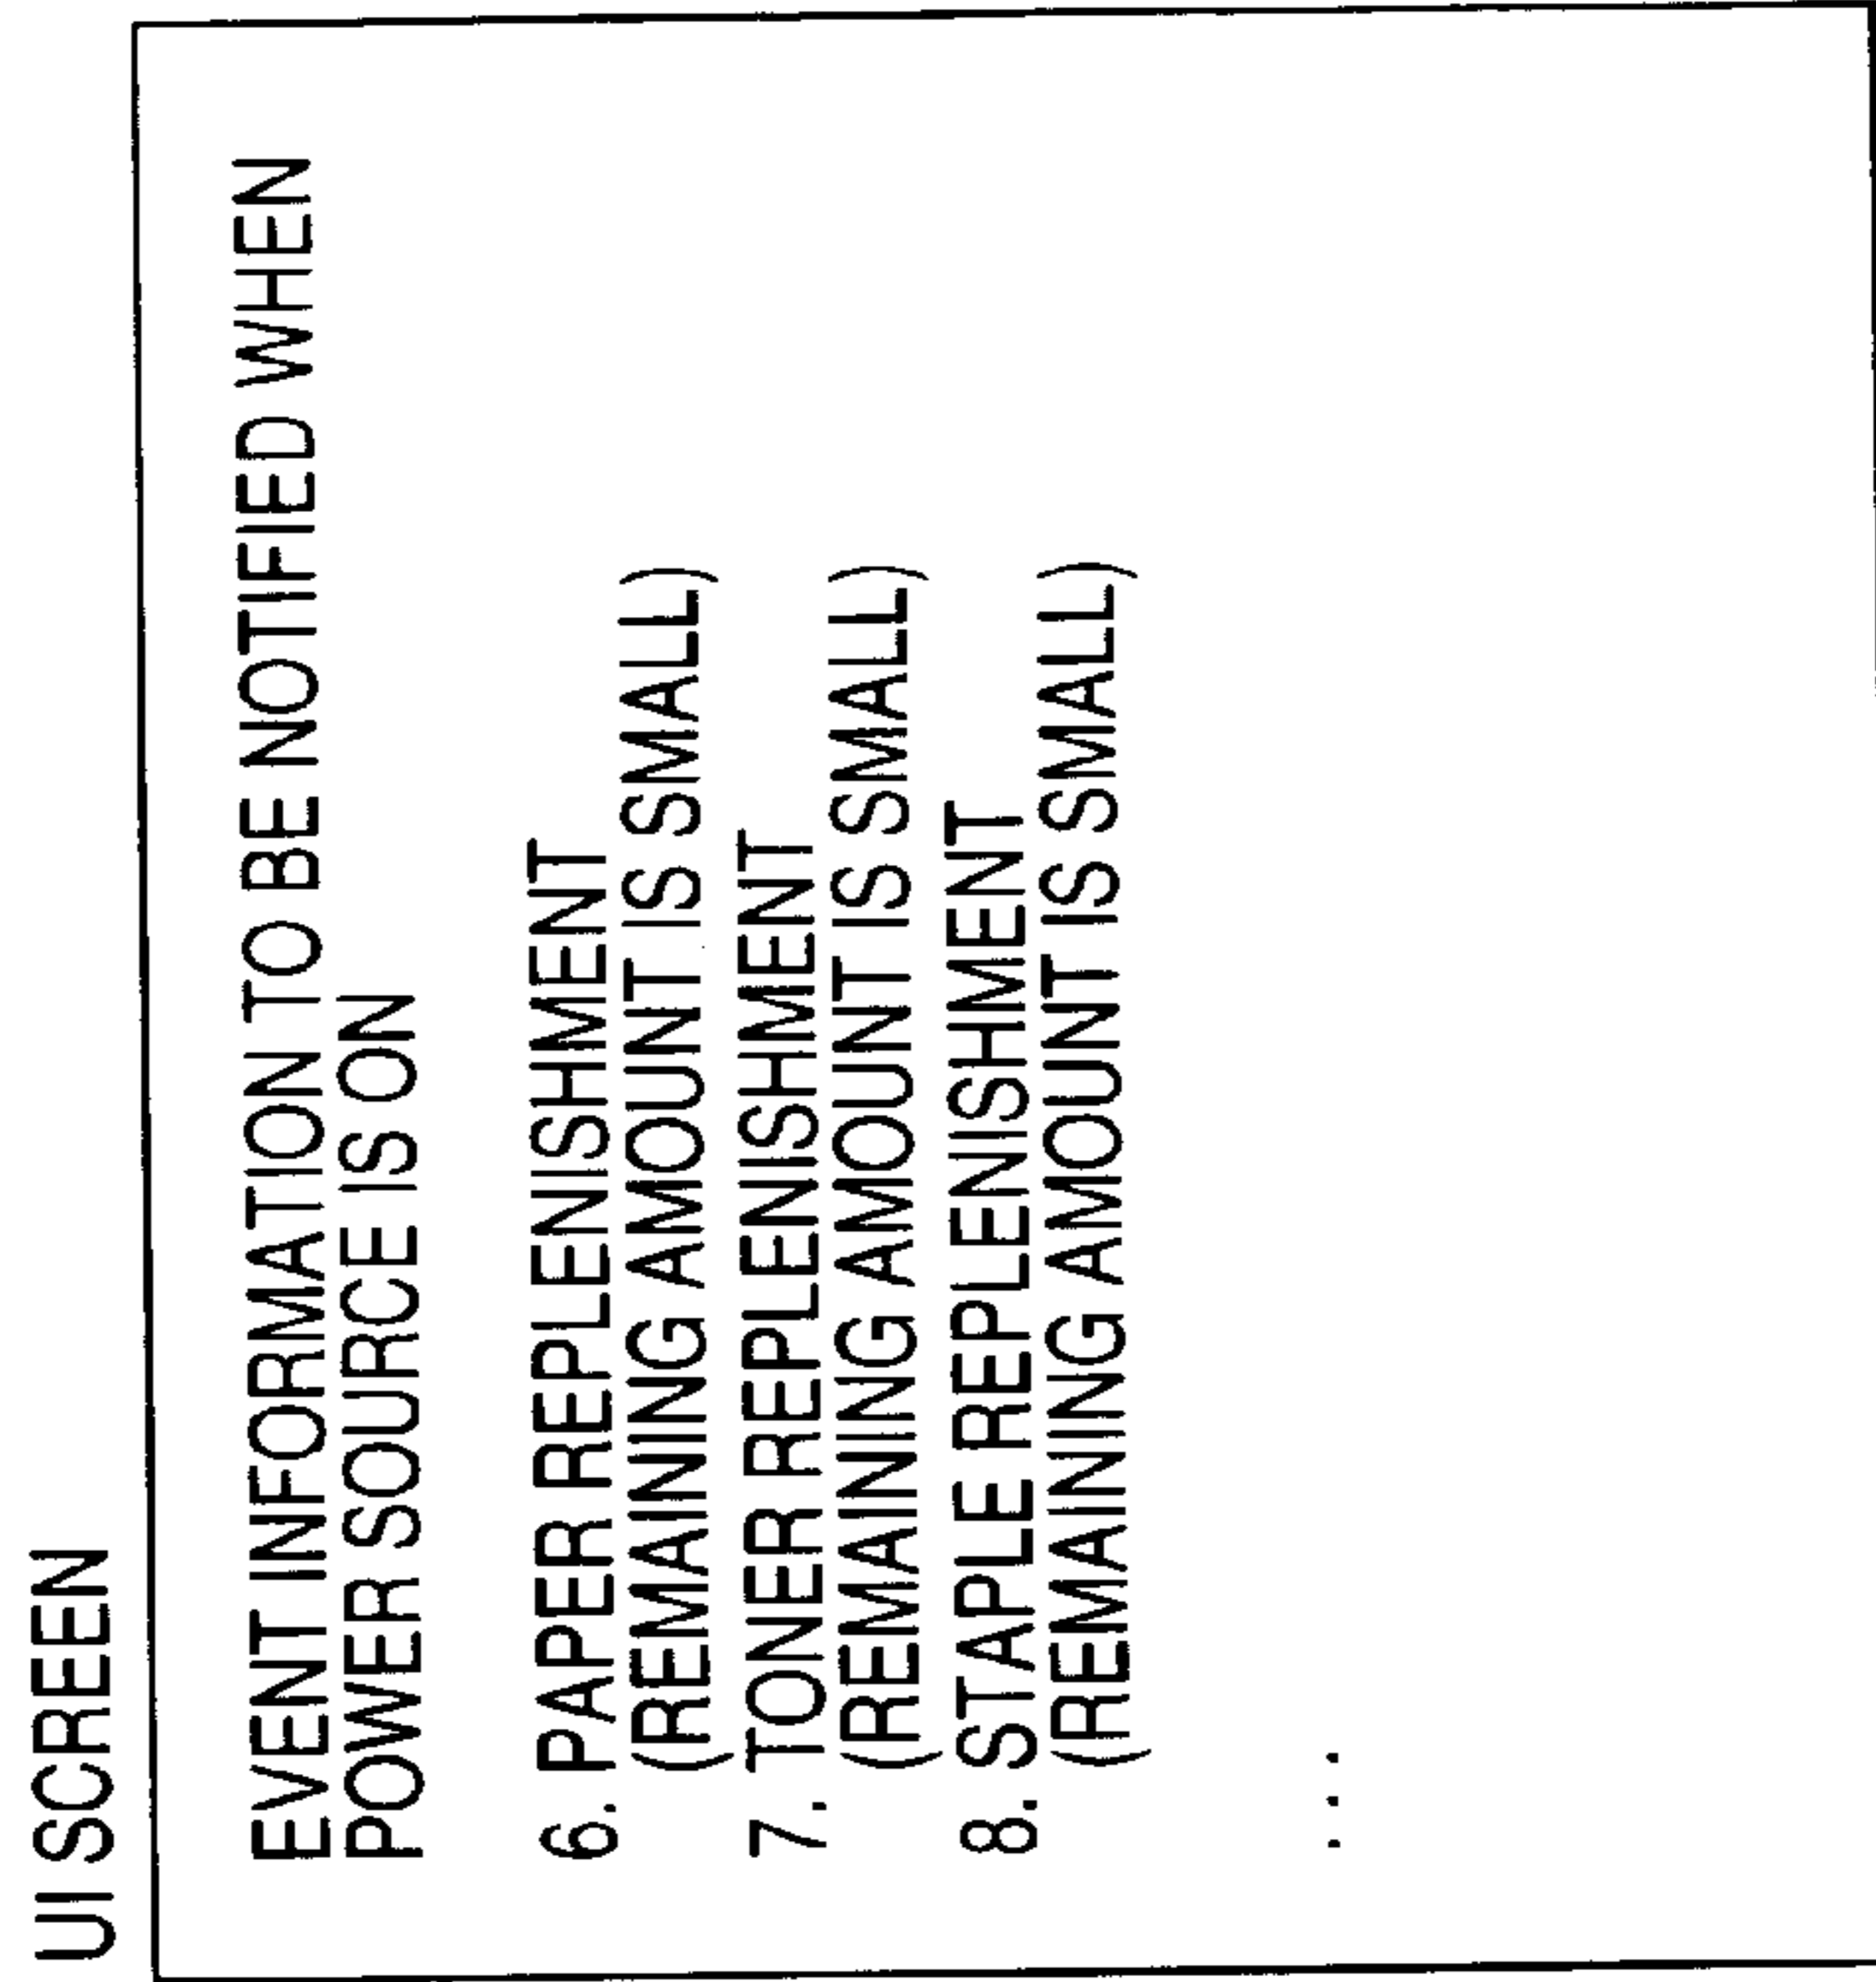 UI SCREEN
EVENT INFORMATION TO BE NOTIFIED WHEN
POWER SOURCE IS ON
6. PAPER REPLENISHMENT
(REMAINING AMOUNT IS SMALL)
7. TONER REPLENISHMENT
(REMAINING AMOUNT IS SMALL)
8. STAPLE REPLENISHMENT
(REMAINING AMOUNT IS SMALL)
. . .